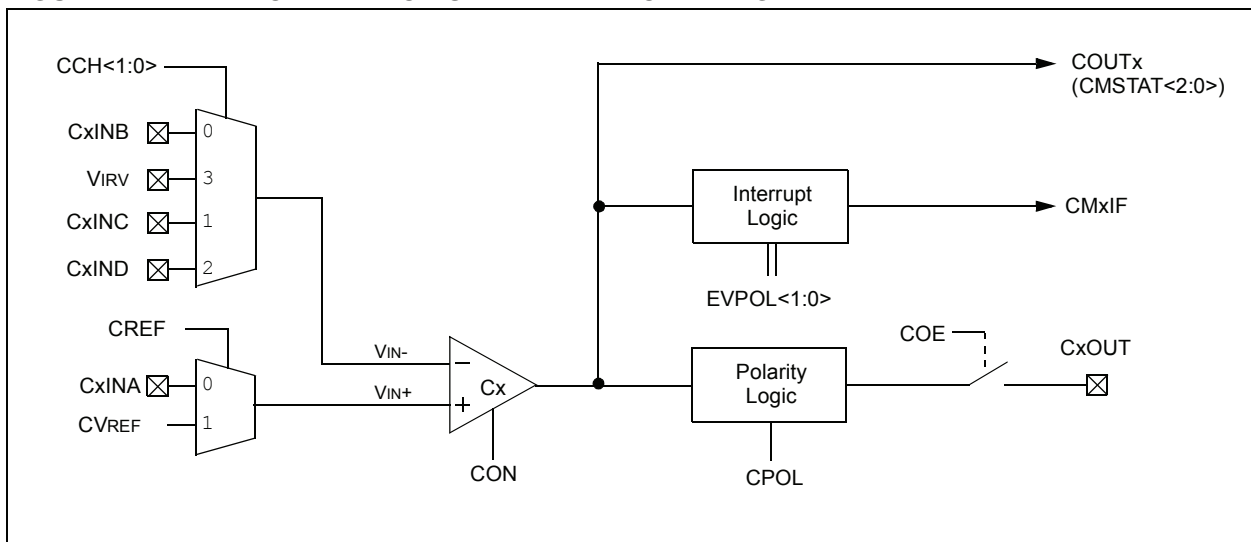 CCH<1:0>
CxINB
0
VIRV
3
CxINC
1
CxIND
2
CREF
CxINA
0
CVREF
1
VIN-
VIN+
−
Cx
+
CON
COUTx
(CMSTAT<2:0>)
Interrupt
Logic
CMxIF
EVPOL<1:0>
COE
CxOUT
Polarity
Logic
CPOL